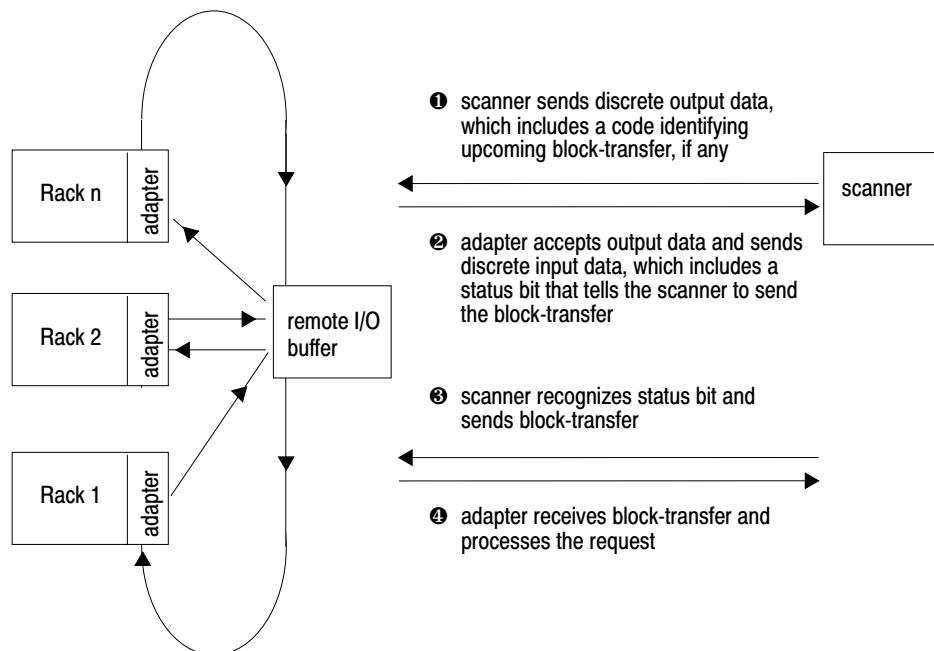 Rack n
adapter
Rack 2
adapter
Rack 1
adapter
remote I/O
buffer
❶ scanner sends discrete output data,
which includes a code identifying
upcoming block-transfer, if any
scanner
❷ adapter accepts output data and sends
discrete input data, which includes a
status bit that tells the scanner to send
the block-transfer
❸ scanner recognizes status bit and
sends block-transfer
❹ adapter receives block-transfer and
processes the request